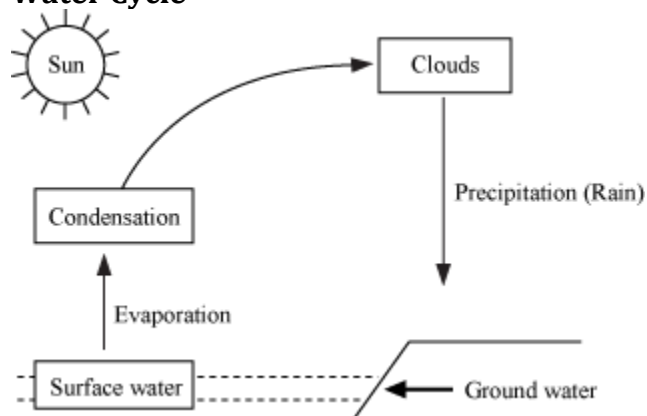 Water Cycle
Sun
Clouds
Condensation
Precipitation (Rain)
Evaporation
Surface water
Ground water